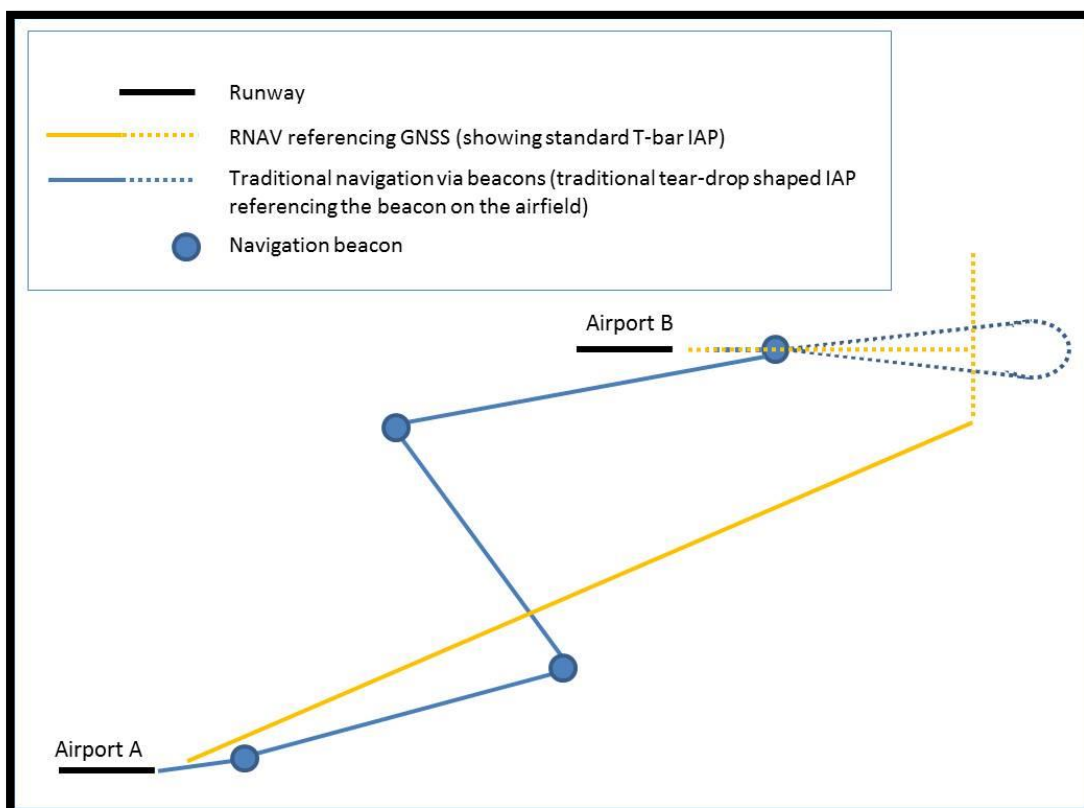 Runway
RNAV referencing GNSS (showing standard T-bar IAP)
Traditional navigation via beacons (traditional tear-drop shaped IAP
referencing the beacon on the airfield)
Navigation beacon
Airport B
Airport A